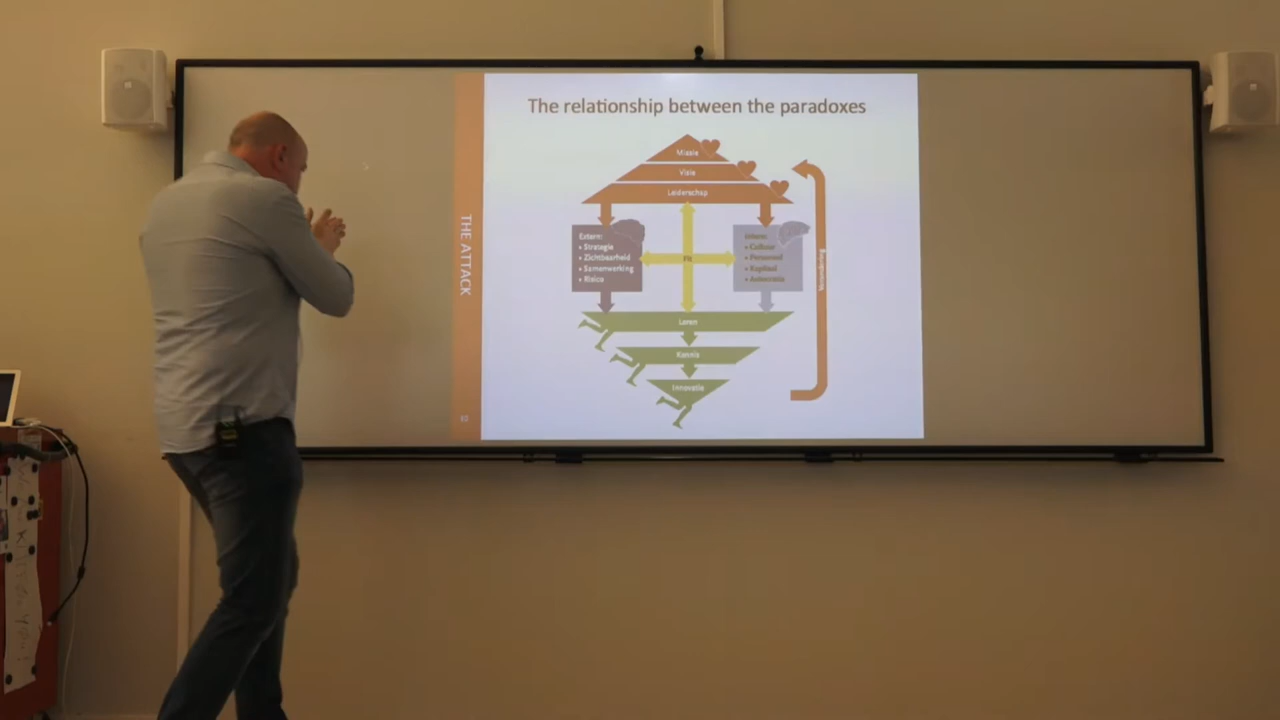 The relationship between the paradoxes
THE ATTACK
Missie
Visie
Leiderschap
Extern:
• Strategie
• Zichtbaarheid
• Samenwerking
• Risico
Fit
Intern:
• Cultuur
• Personeel
• Kapitaal
Leren
Kennis
Innovatie